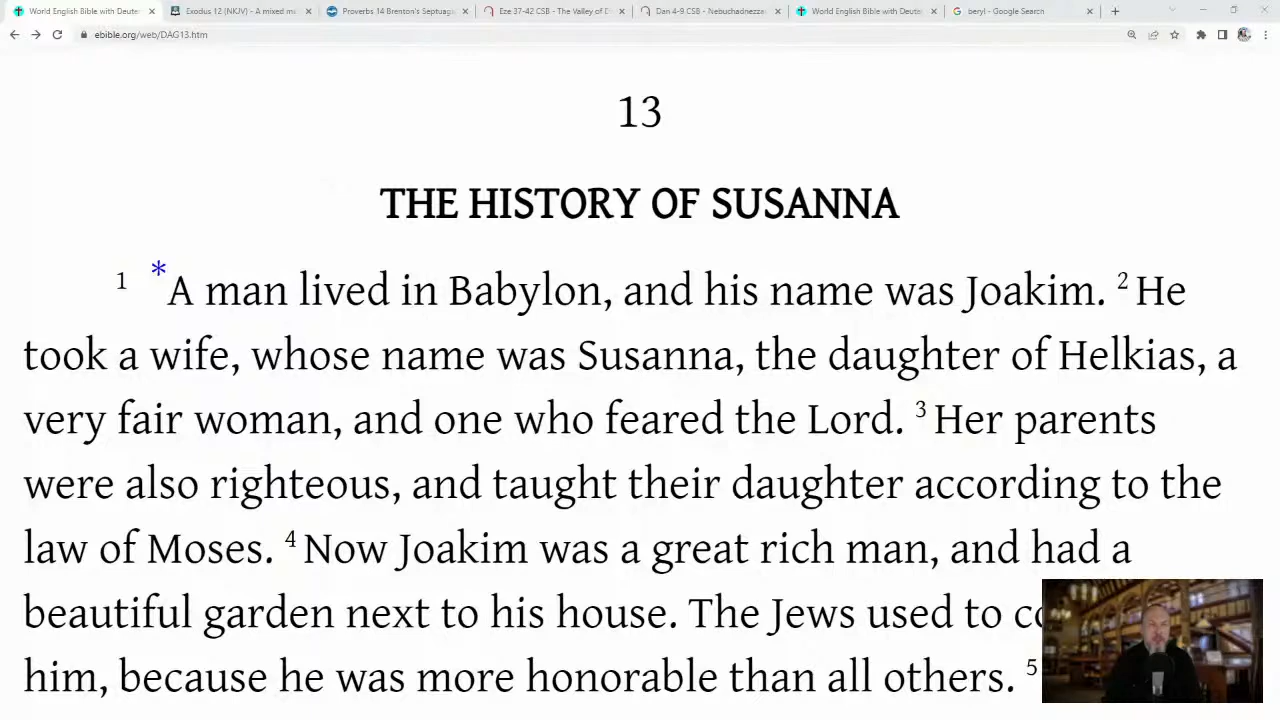 World English Bible with Deuter
Exodus 12 (NKJV) - A mixed m
Proverbs 14 Brenton's Septuag
Eze 37-42 CSB - The Valley of
Dan 4-9 CSB - Nebuchadnezza
World English Bible with Deuter
beryl - Google Search
ebible.org/web/DAG13.htm
13
THE HISTORY OF SUSANNA
1 *A man lived in Babylon, and his name was Joakim. 2 He
took a wife, whose name was Susanna, the daughter of Helkias, a
very fair woman, and one who feared the Lord. 3 Her parents
were also righteous, and taught their daughter according to the
law of Moses. 4 Now Joakim was a great rich man, and had a
beautiful garden next to his house. The Jews used to
him, because he was more honorable than all others. 5